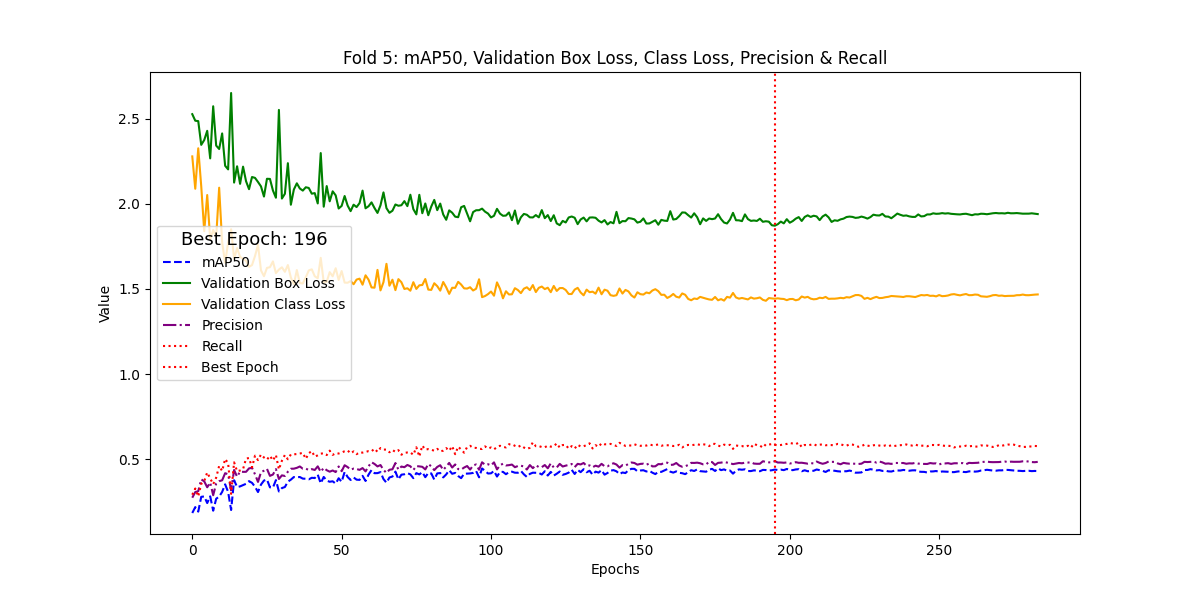 Fold 5: mAP50, Validation Box Loss, Class Loss, Precision & Recall
Value
2.5
2.0
1.5
1.0
0.5
Best Epoch: 196
mAP50
Validation Box Loss
Validation Class Loss
Precision
Recall
Best Epoch
0
50
100
150
200
250
Epochs